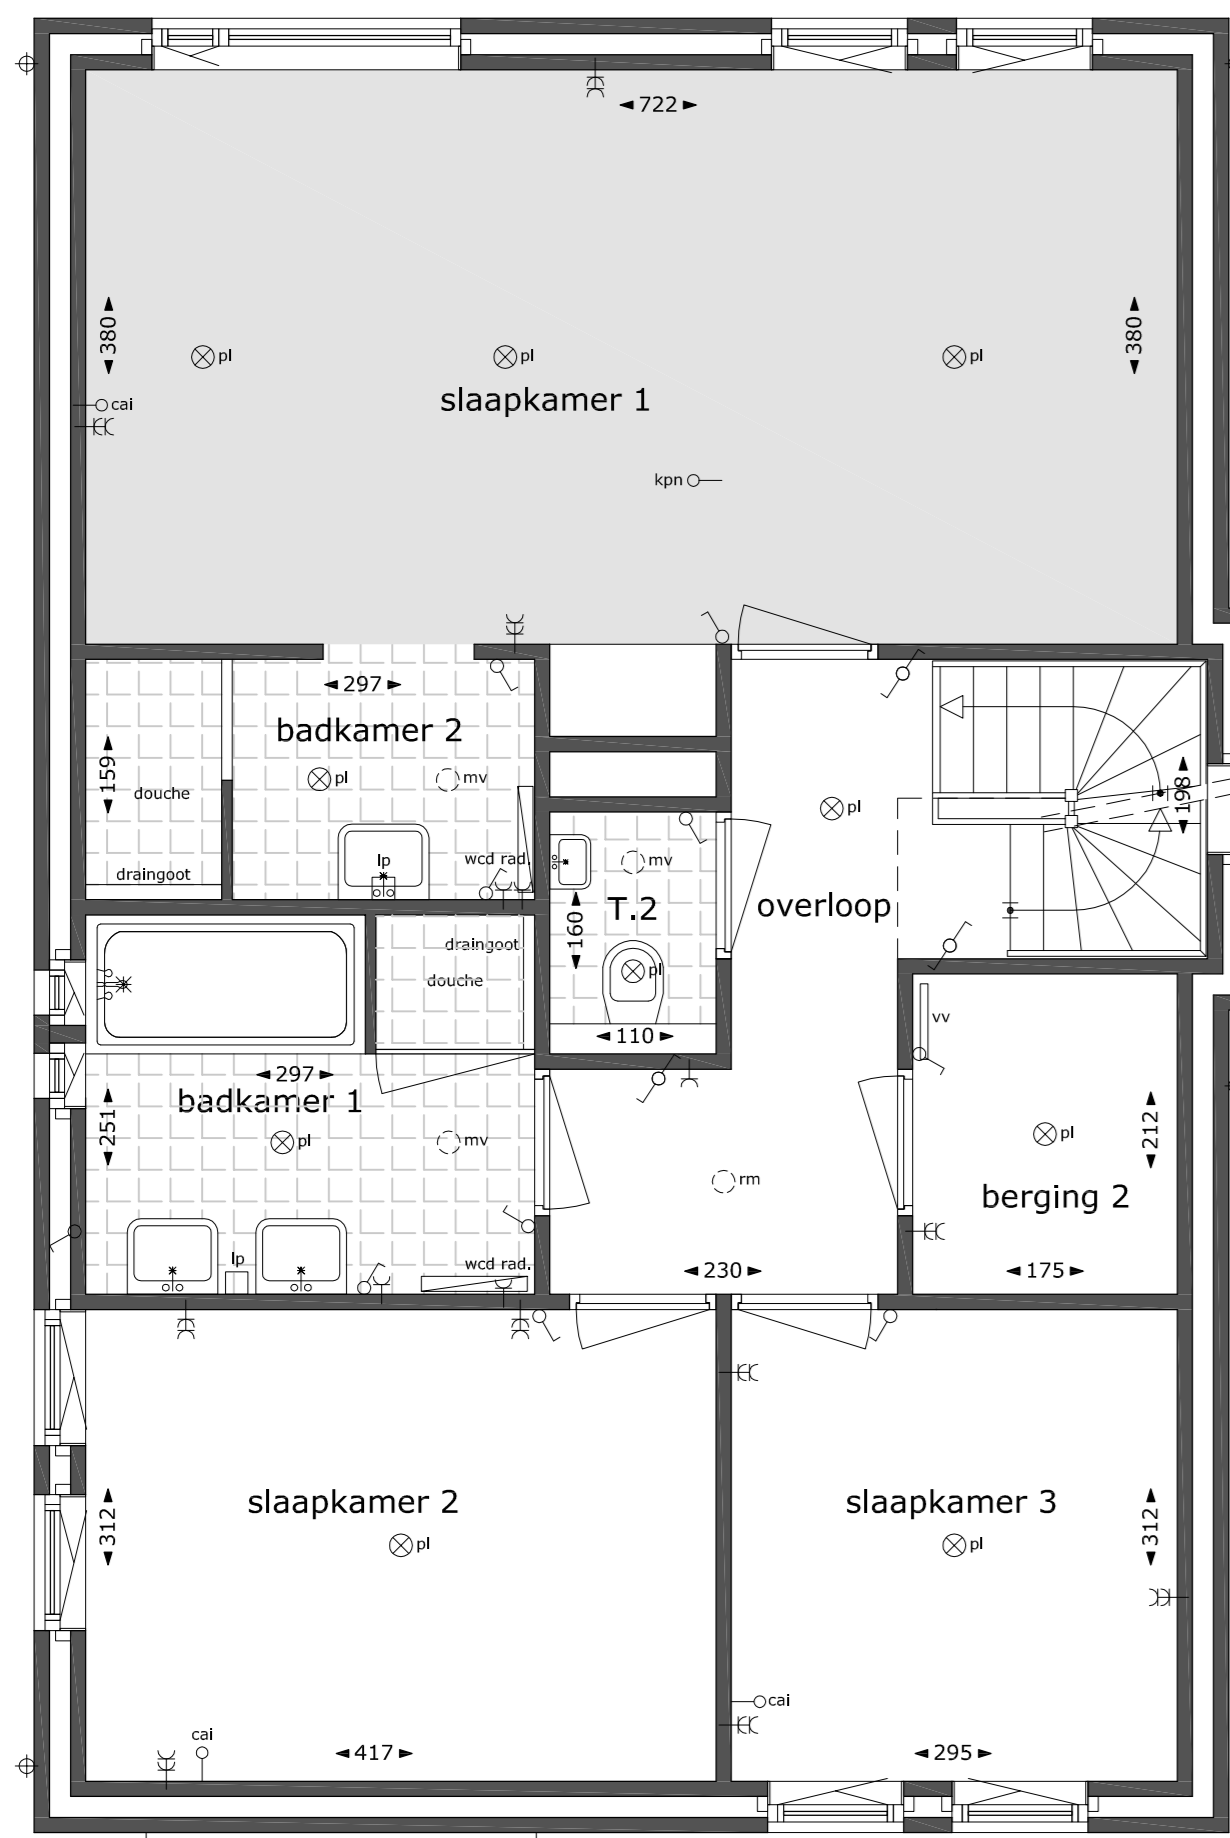 722
380
380
pl
pl
pl
slaapkamer 1
cai
kpn
297
badkamer 2
159
pl
mv
198
douche
pl
lp
wcd rad.
mv
draingoot
T.2
overloop
160
draingoot
pl
douche
vv
110
297
badkamer 1
251
pl
mv
pl
212
rm
berging 2
lp
wcd rad.
230
175
slaapkamer 2
slaapkamer 3
312
312
pl
pl
cai
cai
417
295